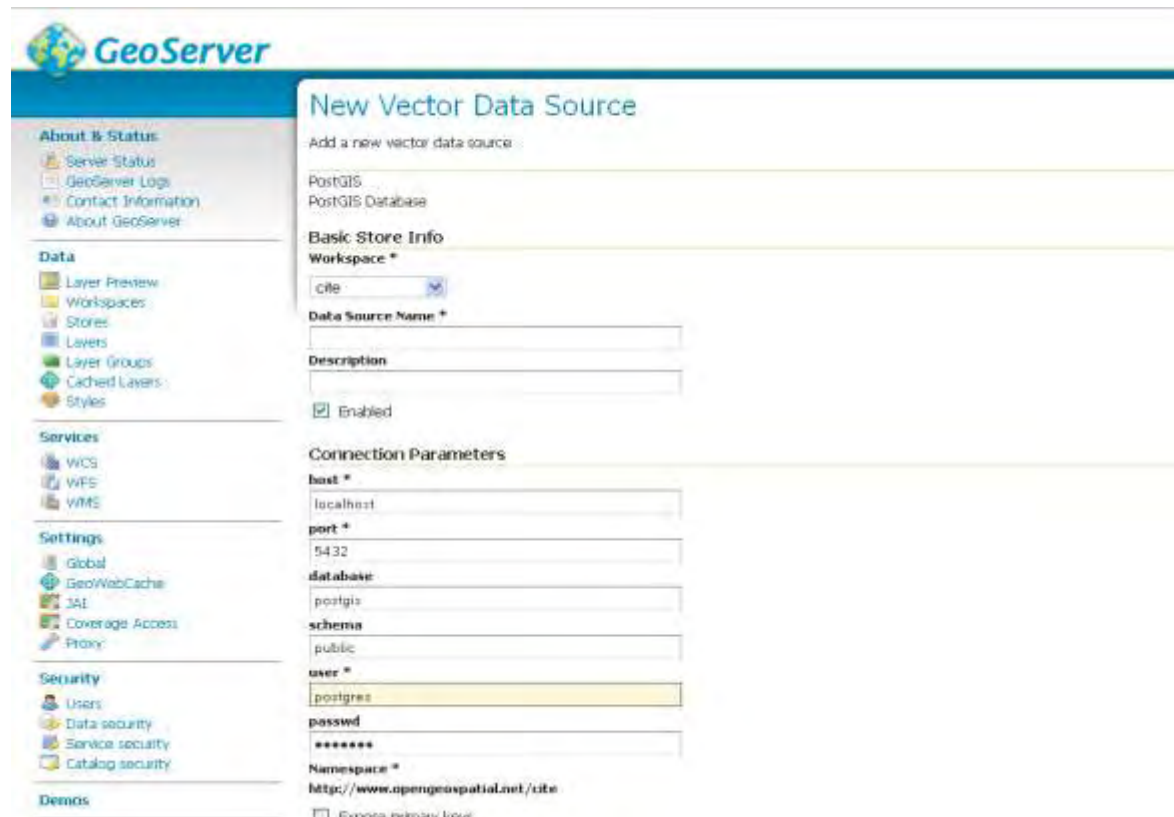 GeoServer
New Vector Data Source
Add a new vector data source
PostGIS
PostGIS Database
Basic Store Info
Workspace *
cite
Data Source Name *
Description
Enabled
Connection Parameters
host *
localhost
port *
5432
database
postgis
schema
public
user *
postgres
passwd
•••••••
Namespace *
http://www.opengeospatial.net/cite
Expose primary keys
About & Status
Server Status
GeoServer Logs
Contact Information
About GeoServer
Data
Layer Preview
Workspaces
Stores
Layers
Layer Groups
Cached Layers
Styles
Services
WCS
WFS
WMS
Settings
Global
GeoWebCache
JAI
Coverage Access
Proxy
Security
Users
Data security
Service security
Catalog security
Demos